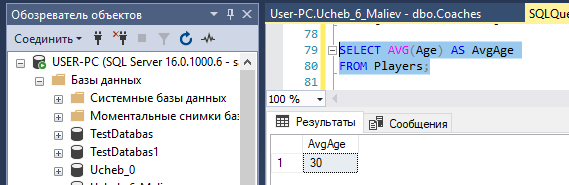 Обозреватель объектов
Соединить
USER-PC (SQL Server 16.0.1000.6 - s
Базы данных
Системные базы данных
Моментальные снимки ба
TestDatabas
TestDatabas1
Ucheb_0
User-PC.Ucheb_6_Maliev - dbo.Coaches
SQLQue
78
79 SELECT AVG(Age) AS AvgAge
80 FROM Players;
81
100 %
Результаты Сообщения
AvgAge
1 30